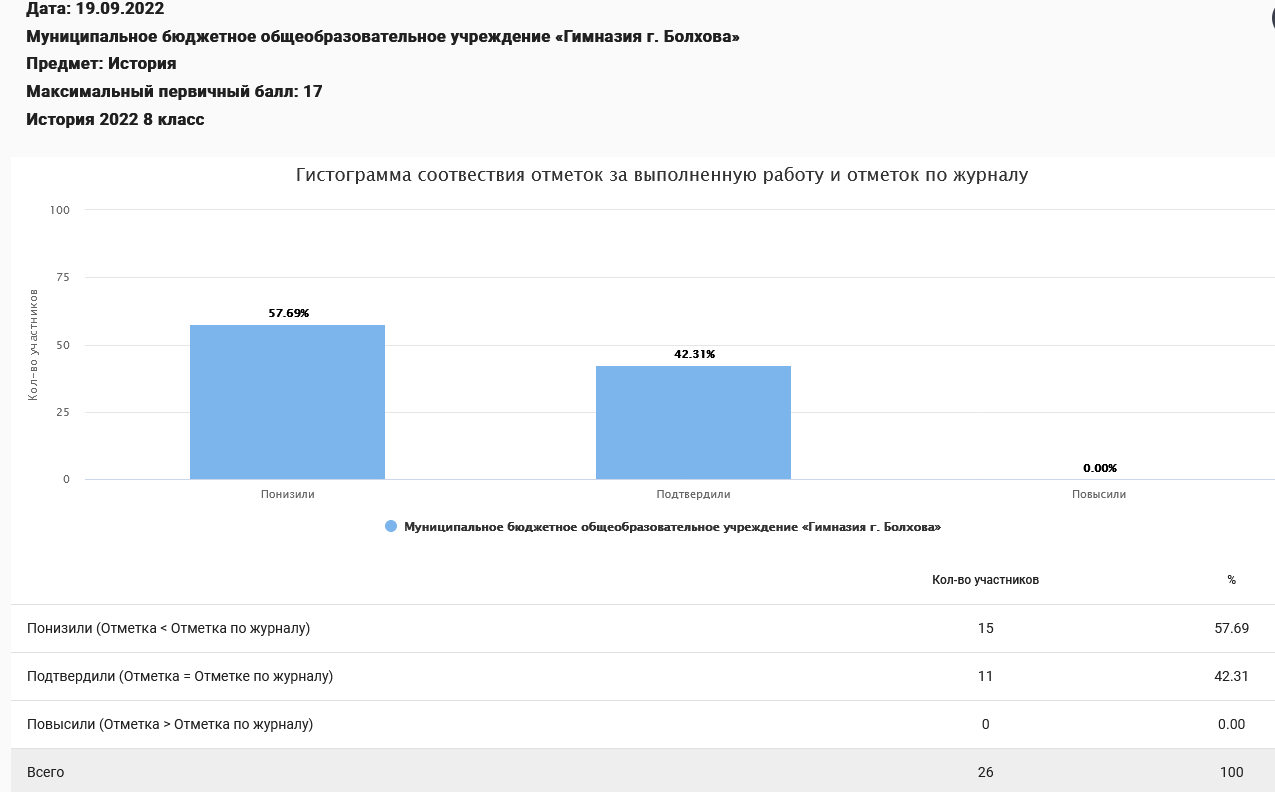 Дата: 19.09.2022
Муниципальное бюджетное общеобразовательное учреждение «Гимназия г. Болхова»
Предмет: История
Максимальный первичный балл: 17
История 2022 8 класс
Гистограмма соотвествия отметок за выполненную работу и отметок по журналу
Кол-во участников
100
75
50
25
0
57.69%
42.31%
0.00%
Понизили Подтвердили Повысили
Муниципальное бюджетное общеобразовательное учреждение «Гимназия г. Болхова»
Кол-во участников %
Понизили (Отметка < Отметка по журналу) 15 57.69
Подтвердили (Отметка = Отметке по журналу) 11 42.31
Повысили (Отметка > Отметка по журналу) 0 0.00
Всего 26 100